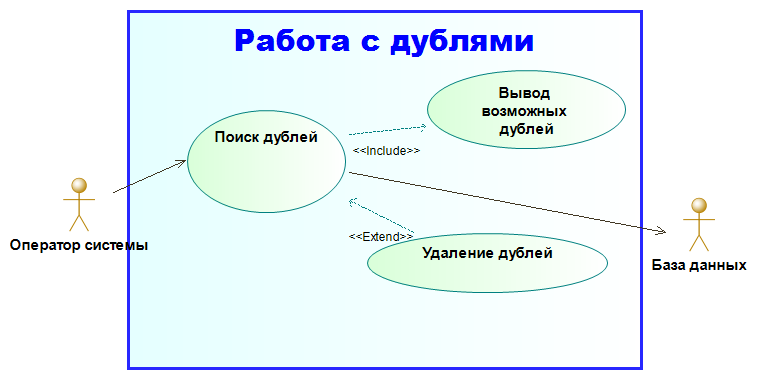 Работа с дублями
Вывод
возможных
дублей
Поиск дублей
<<Include>>
<<Extend>>
Оператор системы
Удаление дублей
База данных